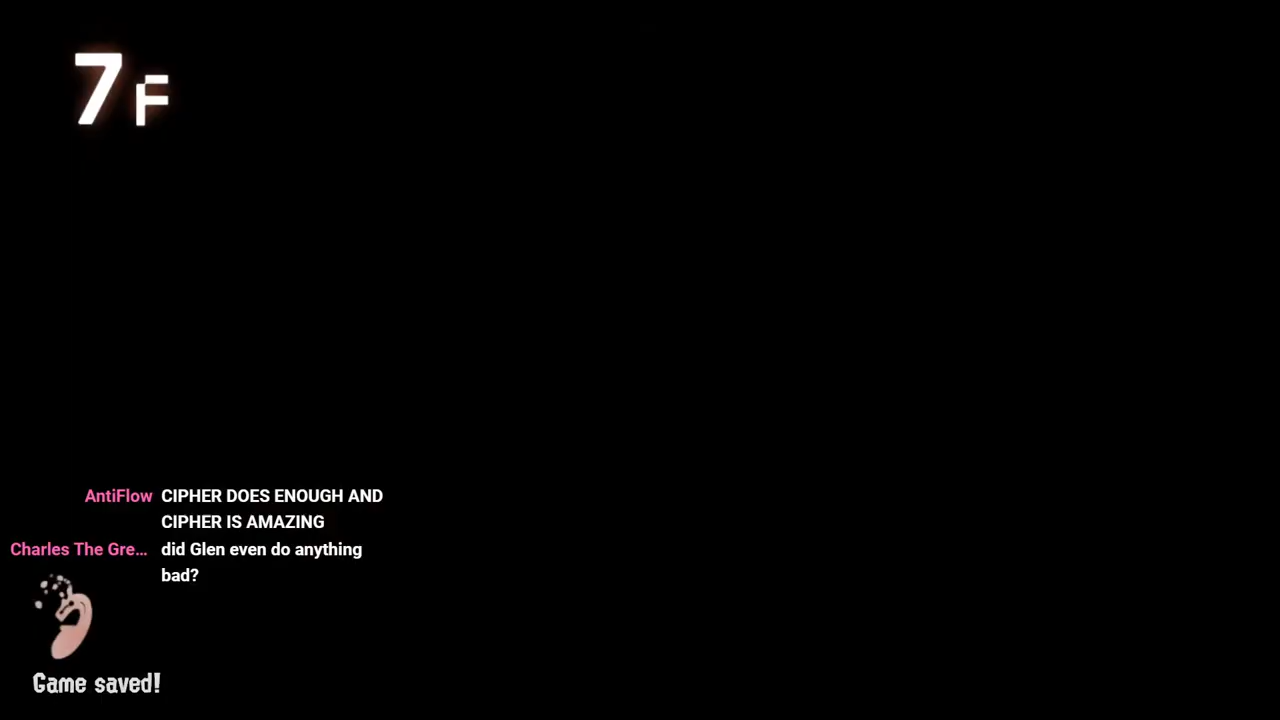 7F
AntiFlow CIPHER DOES ENOUGH AND
CIPHER IS AMAZING
Charles The Gre... did Glen even do anything
bad?
Game saved!